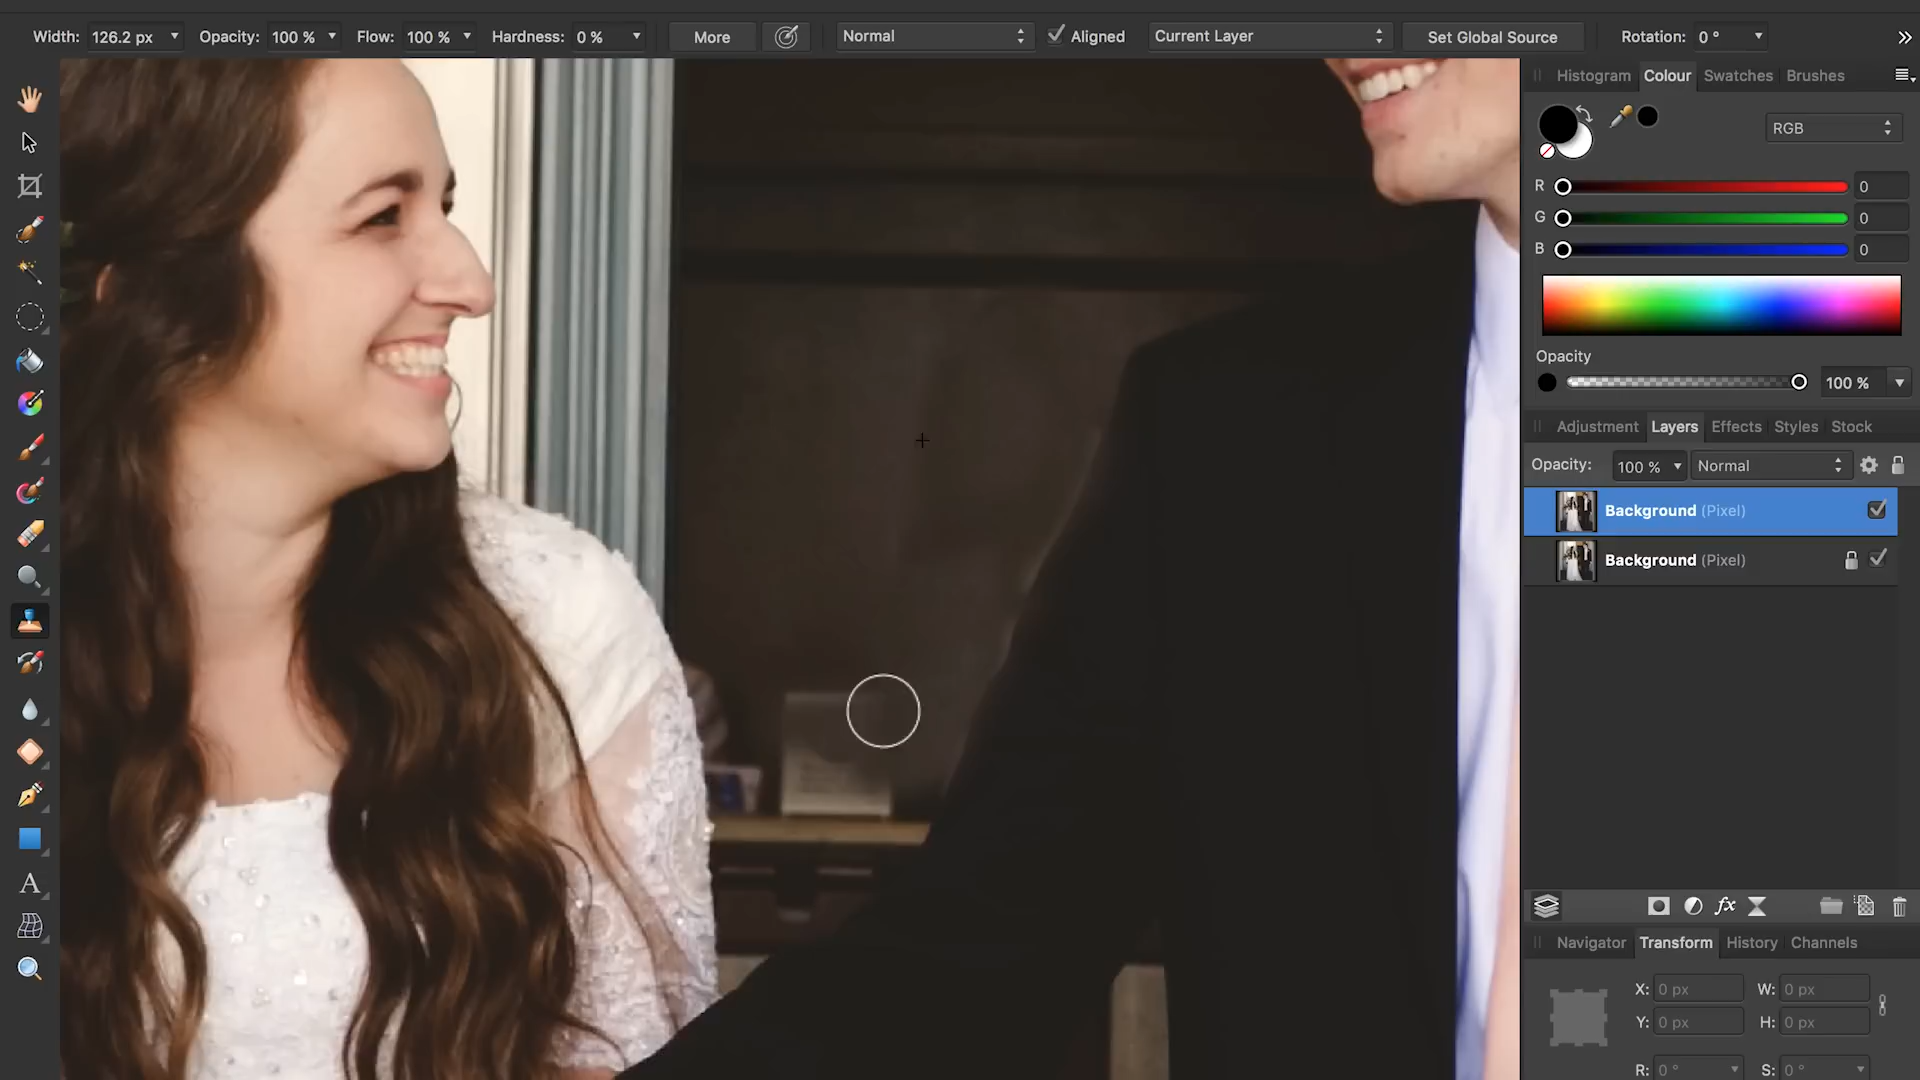 Width: 126.2 px Opacity: 100 % Flow: 100 % Hardness: 0 % More Normal Aligned Current Layer Set Global Source Rotation: 0 °
Histogram Colour Swatches Brushes
RGB
R 0
G 0
B 0
Opacity
100 %
Adjustment Layers Effects Styles Stock
Opacity: 100 % Normal
Background (Pixel)
Background (Pixel)
fx
Navigator Transform History Channels
X: 0 px W: 0 px
Y: 0 px H: 0 px
R: 0 ° S: 0 °
A